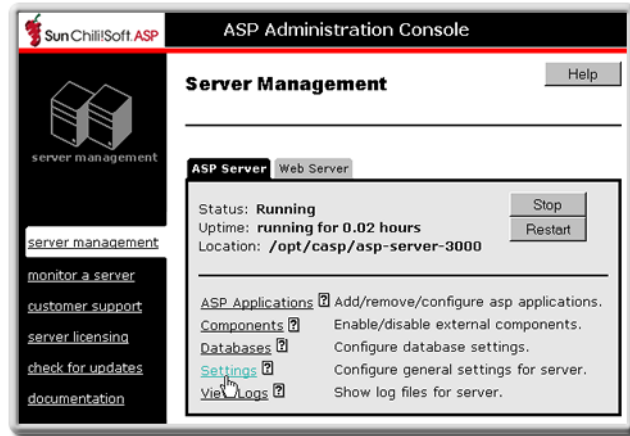 Sun Chili!Soft.ASP
ASP Administration Console
Server Management
Help
server management
ASP Server
Web Server
Status: Running
Uptime: running for 0.02 hours
Location: /opt/casp/asp-server-3000
Stop
Restart
server management
monitor a server
customer support
server licensing
check for updates
documentation
ASP Applications ? Add/remove/configure asp applications.
Components ? Enable/disable external components.
Databases ? Configure database settings.
Settings ? Configure general settings for server.
View Logs ? Show log files for server.